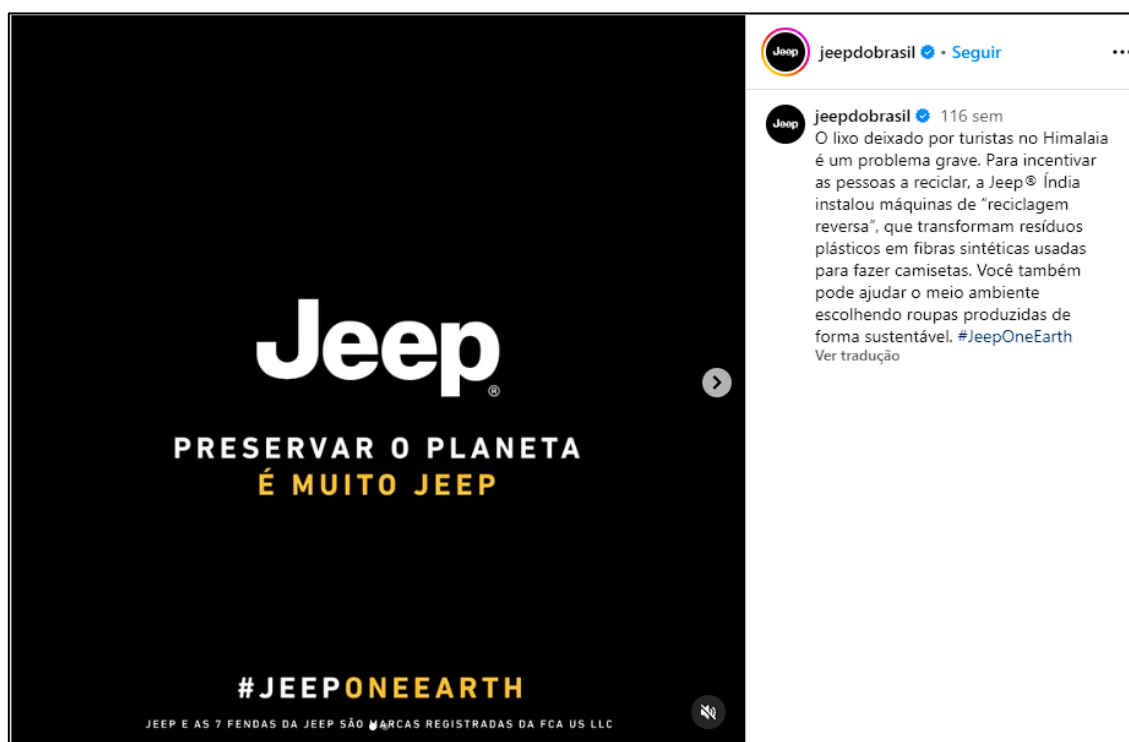 Jeep
®
PRESERVAR O PLANETA
É MUITO JEEP
#JEEPONEEARTH
JEEP E AS 7 FENDAS DA JEEP SÃO MARCAS REGISTRADAS DA FCA US LLC
Jeep
jeepdobrasil • Seguir
Jeep
jeepdobrasil 116 sem
O lixo deixado por turistas no Himalaia
é um problema grave. Para incentivar
as pessoas a reciclar, a Jeep® Índia
instalou máquinas de “reciclagem
reversa”, que transformam resíduos
plásticos em fibras sintéticas usadas
para fazer camisetas. Você também
pode ajudar o meio ambiente
escolhendo roupas produzidas de
forma sustentável. #JeepOneEarth
Ver tradução